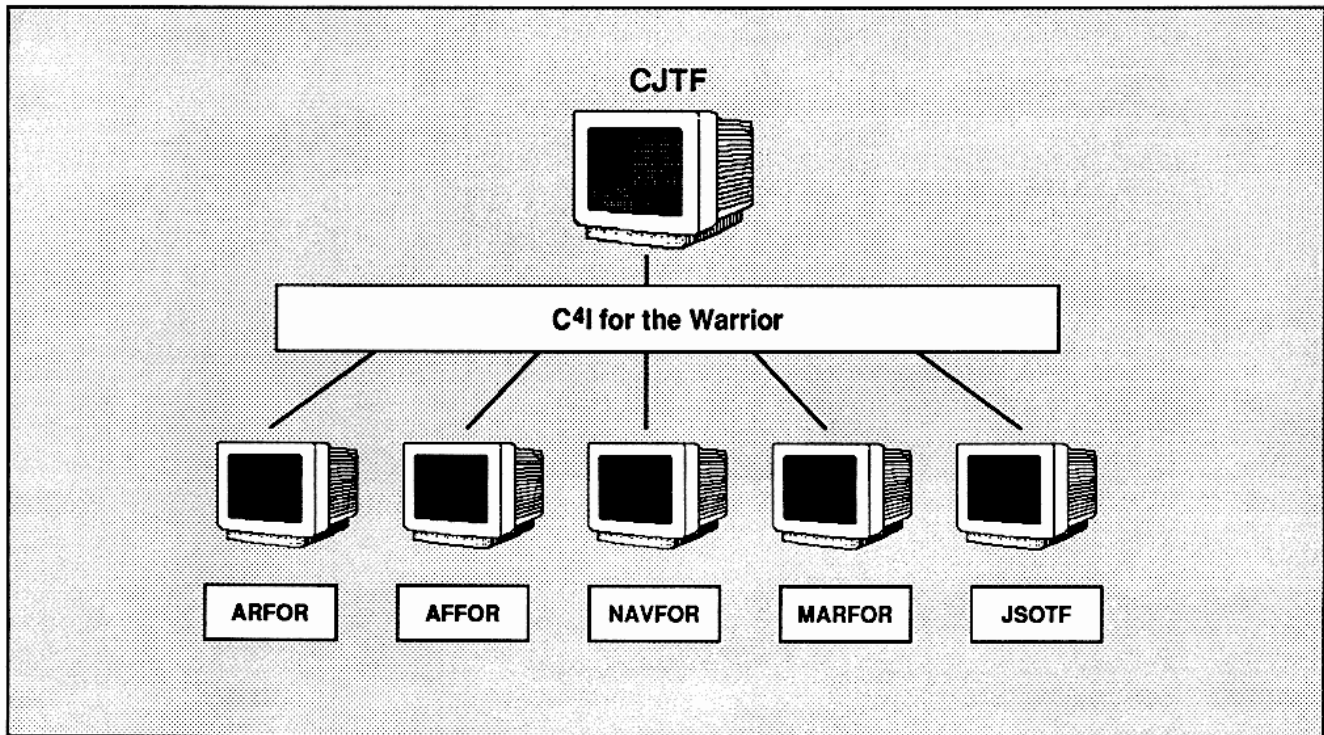 CJTF
C⁴I for the Warrior
ARFOR
AFFOR
NAVFOR
MARFOR
JSOTF